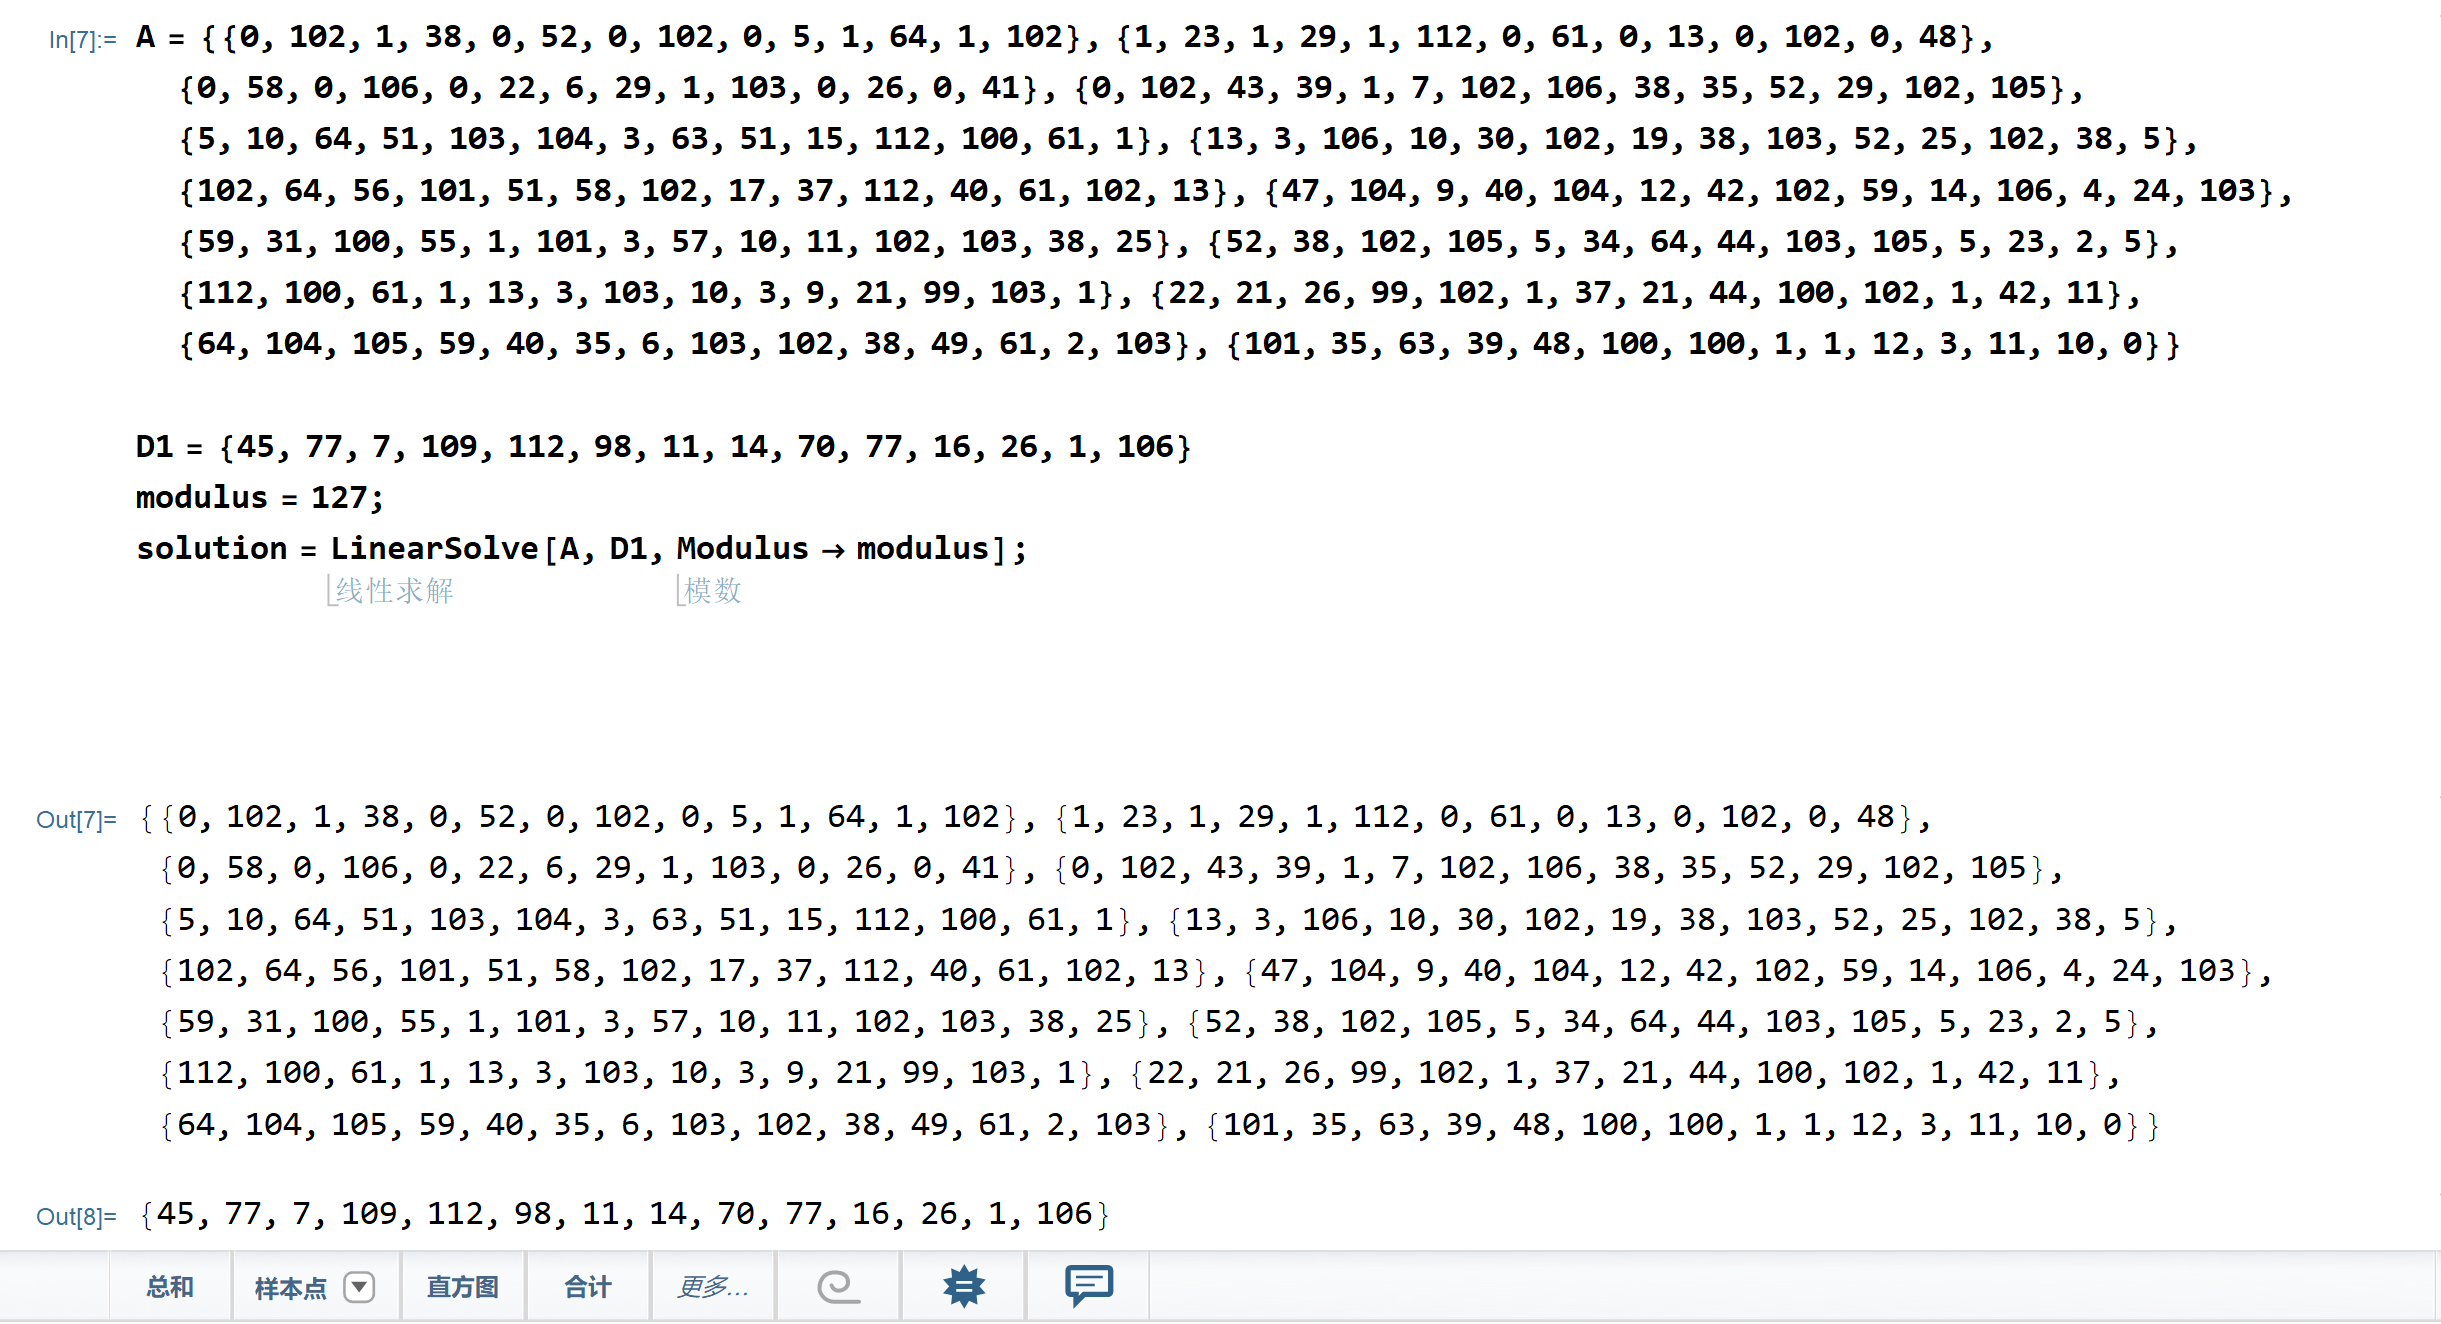 In[7]:= A = {{0, 102, 1, 38, 0, 52, 0, 102, 0, 5, 1, 64, 1, 102}, {1, 23, 1, 29, 1, 112, 0, 61, 0, 13, 0, 102, 0, 48},
{0, 58, 0, 106, 0, 22, 6, 29, 1, 103, 0, 26, 0, 41}, {0, 102, 43, 39, 1, 7, 102, 106, 38, 35, 52, 29, 102, 105},
{5, 10, 64, 51, 103, 104, 3, 63, 51, 15, 112, 100, 61, 1}, {13, 3, 106, 10, 30, 102, 19, 38, 103, 52, 25, 102, 38, 5},
{102, 64, 56, 101, 51, 58, 102, 17, 37, 112, 40, 61, 102, 13}, {47, 104, 9, 40, 104, 12, 42, 102, 59, 14, 106, 4, 24, 103},
{59, 31, 100, 55, 1, 101, 3, 57, 10, 11, 102, 103, 38, 25}, {52, 38, 102, 105, 5, 34, 64, 44, 103, 105, 5, 23, 2, 5},
{112, 100, 61, 1, 13, 3, 103, 10, 3, 9, 21, 99, 103, 1}, {22, 21, 26, 99, 102, 1, 37, 21, 44, 100, 102, 1, 42, 11},
{64, 104, 105, 59, 40, 35, 6, 103, 102, 38, 49, 61, 2, 103}, {101, 35, 63, 39, 48, 100, 100, 1, 1, 12, 3, 11, 10, 0}}
D1 = {45, 77, 7, 109, 112, 98, 11, 14, 70, 77, 16, 26, 1, 106}
modulus = 127;
solution = LinearSolve[A, D1, Modulus → modulus];
线性求解 模数
Out[7]= {{0, 102, 1, 38, 0, 52, 0, 102, 0, 5, 1, 64, 1, 102}, {1, 23, 1, 29, 1, 112, 0, 61, 0, 13, 0, 102, 0, 48},
{0, 58, 0, 106, 0, 22, 6, 29, 1, 103, 0, 26, 0, 41}, {0, 102, 43, 39, 1, 7, 102, 106, 38, 35, 52, 29, 102, 105},
{5, 10, 64, 51, 103, 104, 3, 63, 51, 15, 112, 100, 61, 1}, {13, 3, 106, 10, 30, 102, 19, 38, 103, 52, 25, 102, 38, 5},
{102, 64, 56, 101, 51, 58, 102, 17, 37, 112, 40, 61, 102, 13}, {47, 104, 9, 40, 104, 12, 42, 102, 59, 14, 106, 4, 24, 103},
{59, 31, 100, 55, 1, 101, 3, 57, 10, 11, 102, 103, 38, 25}, {52, 38, 102, 105, 5, 34, 64, 44, 103, 105, 5, 23, 2, 5},
{112, 100, 61, 1, 13, 3, 103, 10, 3, 9, 21, 99, 103, 1}, {22, 21, 26, 99, 102, 1, 37, 21, 44, 100, 102, 1, 42, 11},
{64, 104, 105, 59, 40, 35, 6, 103, 102, 38, 49, 61, 2, 103}, {101, 35, 63, 39, 48, 100, 100, 1, 1, 12, 3, 11, 10, 0}}
Out[8]= {45, 77, 7, 109, 112, 98, 11, 14, 70, 77, 16, 26, 1, 106}
总和 样本点 直方图 合计 更多...